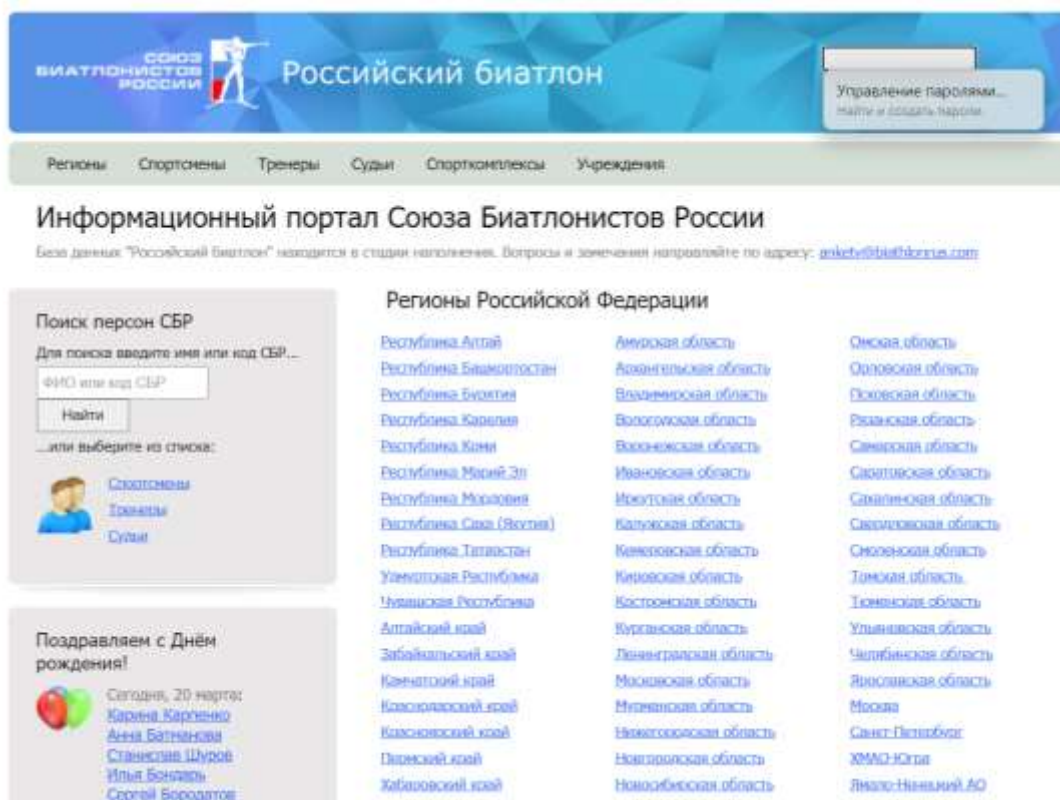 СОЮЗ
БИАТЛОНИСТОВ
РОССИИ
Российский биатлон
Управление паролями...
Найти и создать пароли.
Регионы Спортсмены Тренеры Судьи Спорткомплексы Учреждения
Информационный портал Союза Биатлонистов России
База данных "Российский Биатлон" находится в стадии наполнения. Вопросы и замечания направляйте по адресу:
Поиск персон СБР
Для поиска введите имя или код СБР...
ФИО или код СБР
Найти
...или выберите из списка:
Спортсмены
Тренеры
Судьи
Поздравляем с Днём
рождения!
Сегодня, 20 марта:
Карина Карпенко
Анна Батманова
Станислав Шуров
Илья Бондарь
Сергей Бородатов
Регионы Российской Федерации
Республика Алтай
Республика Башкортостан
Республика Бурятия
Республика Карелия
Республика Коми
Республика Марий Эл
Республика Мордовия
Республика Саха (Якутия)
Республика Татарстан
Удмуртская Республика
Чувашская Республика
Алтайский край
Забайкальский край
Камчатский край
Краснодарский край
Красноярский край
Пермский край
Хабаровский край
Амурская область
Архангельская область
Владимирская область
Вологодская область
Воронежская область
Ивановская область
Иркутская область
Калужская область
Кемеровская область
Кировская область
Костромская область
Курганская область
Ленинградская область
Московская область
Мурманская область
Нижегородская область
Новгородская область
Новосибирская область
Омская область
Орловская область
Псковская область
Рязанская область
Самарская область
Саратовская область
Сахалинская область
Свердловская область
Смоленская область
Томская область
Тюменская область
Ульяновская область
Челябинская область
Ярославская область
Москва
Санкт-Петербург
ХМАО-Югра
Ямало-Ненецкий АО